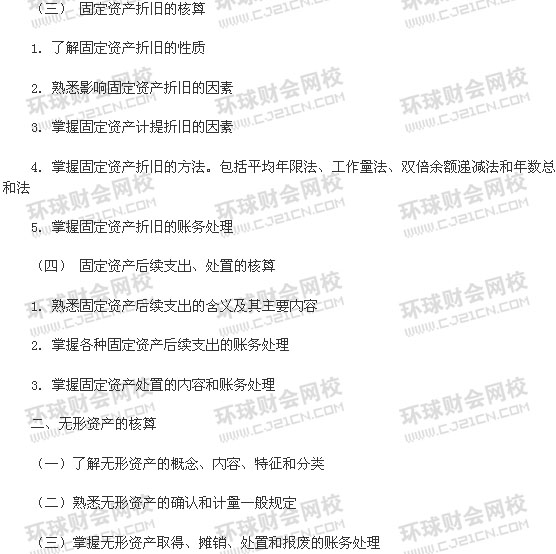 （三） 固定资产折旧的核算
1. 了解固定资产折旧的性质
2. 熟悉影响固定资产折旧的因素
3. 掌握固定资产计提折旧的因素
4. 掌握固定资产折旧的方法。包括平均年限法、工作量法、双倍余额递减法和年数总
和法
5. 掌握固定资产折旧的账务处理
（四） 固定资产后续支出、处置的核算
1. 熟悉固定资产后续支出的含义及其主要内容
2. 掌握各种固定资产后续支出的账务处理
3. 掌握固定资产处置的内容和账务处理
二、无形资产的核算
（一）了解无形资产的概念、内容、特征和分类
（二）熟悉无形资产的确认和计量一般规定
（三）掌握无形资产取得、摊销、处置和报废的账务处理
环球财会网校
WWW.CJ21CN.COM